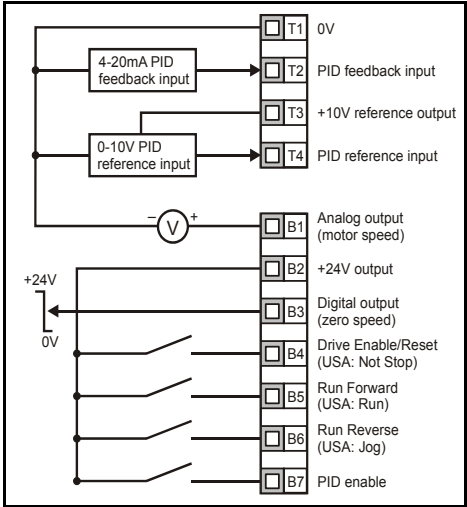 T1 0V
4-20mA PID
feedback input
T2 PID feedback input
T3 +10V reference output
0-10V PID
reference input
T4 PID reference input
– V +
B1 Analog output
(motor speed)
B2 +24V output
+24V
0V
B3 Digital output
(zero speed)
B4 Drive Enable/Reset
(USA: Not Stop)
B5 Run Forward
(USA: Run)
B6 Run Reverse
(USA: Jog)
B7 PID enable